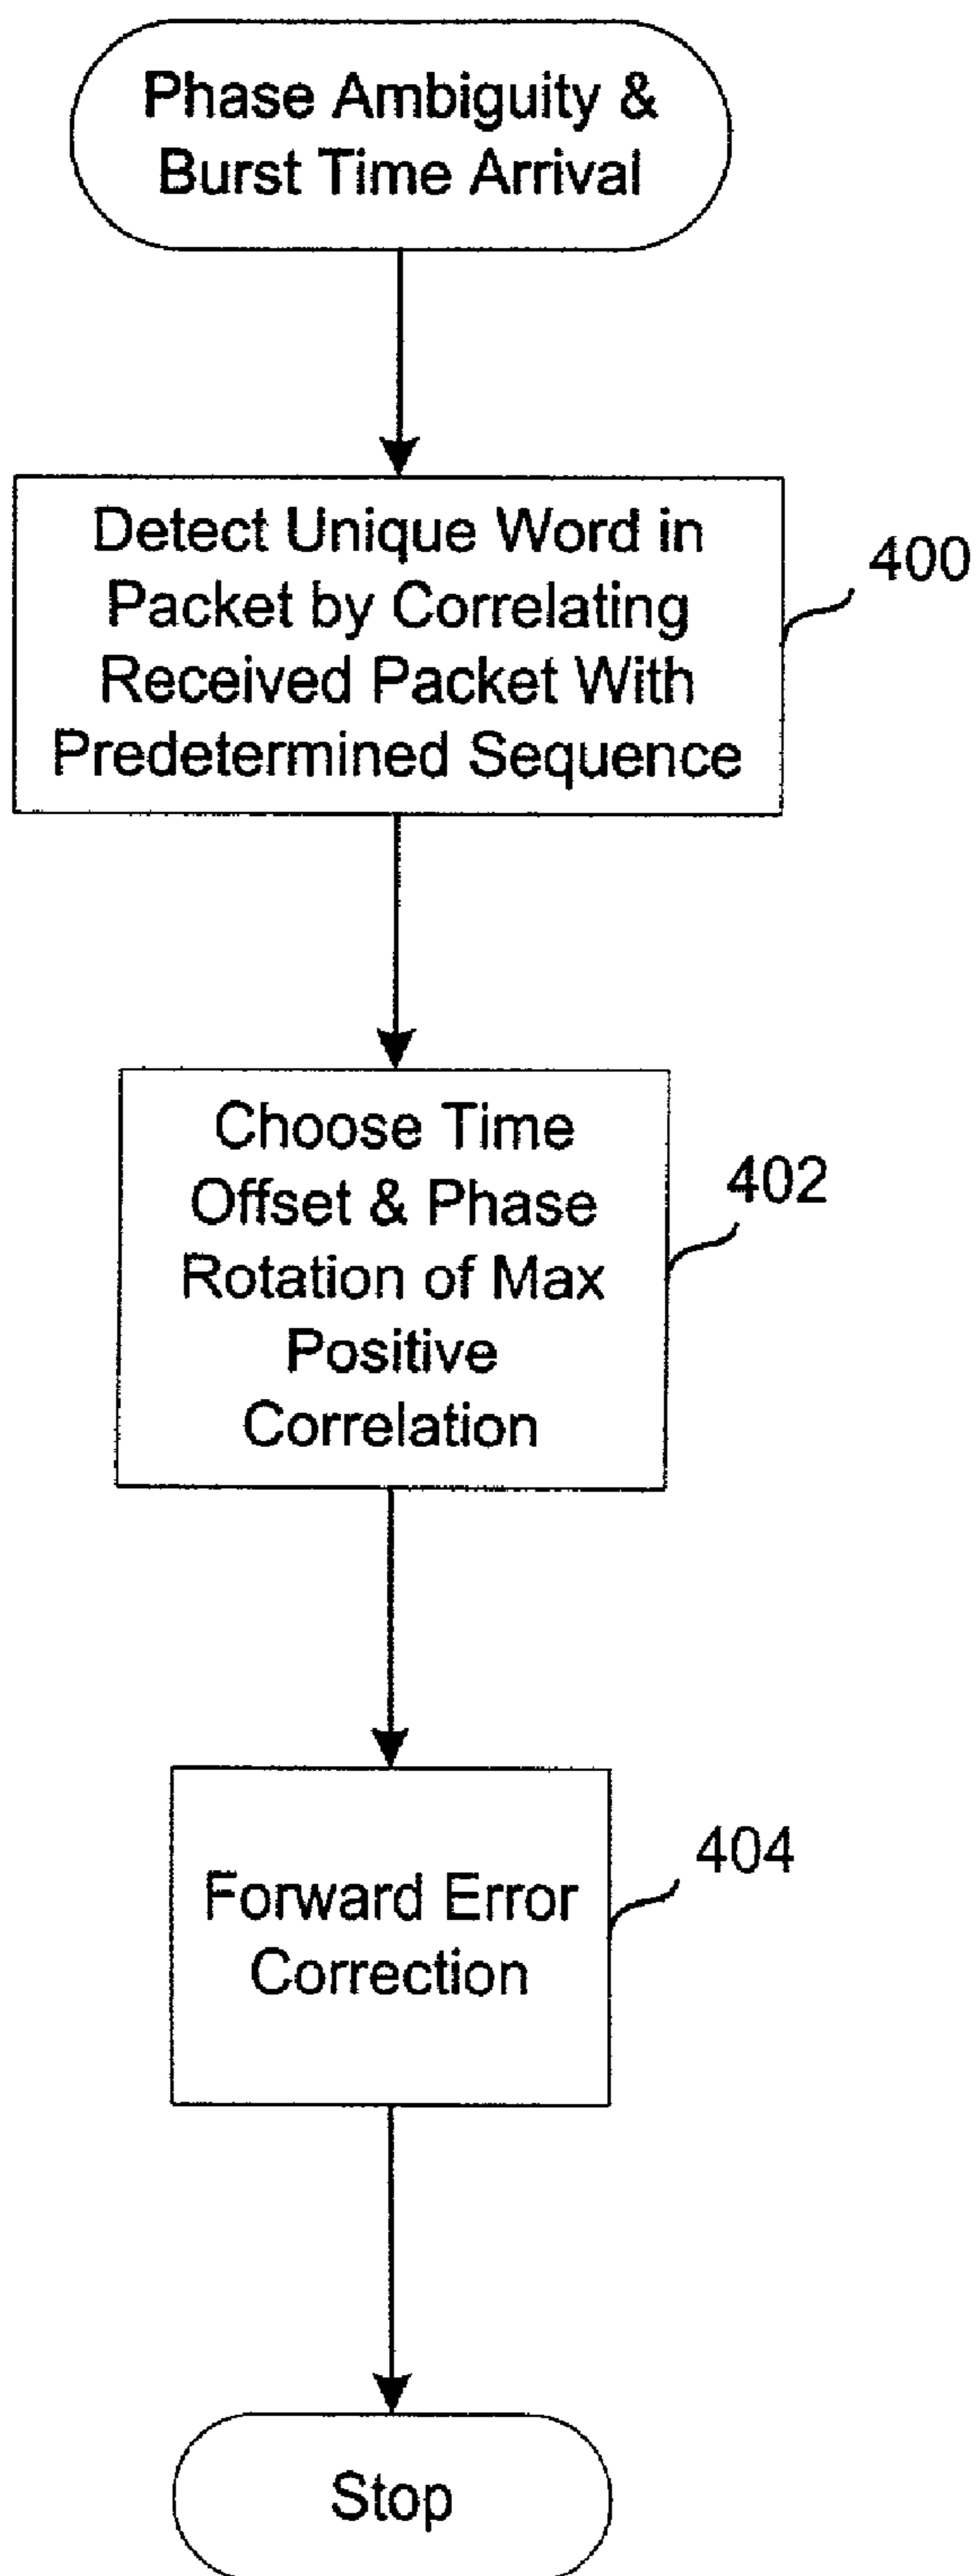 Phase Ambiguity &
Burst Time Arrival
Detect Unique Word in
Packet by Correlating
Received Packet With
Predetermined Sequence
400
Choose Time
Offset & Phase
Rotation of Max
Positive
Correlation
402
Forward Error
Correction
404
Stop